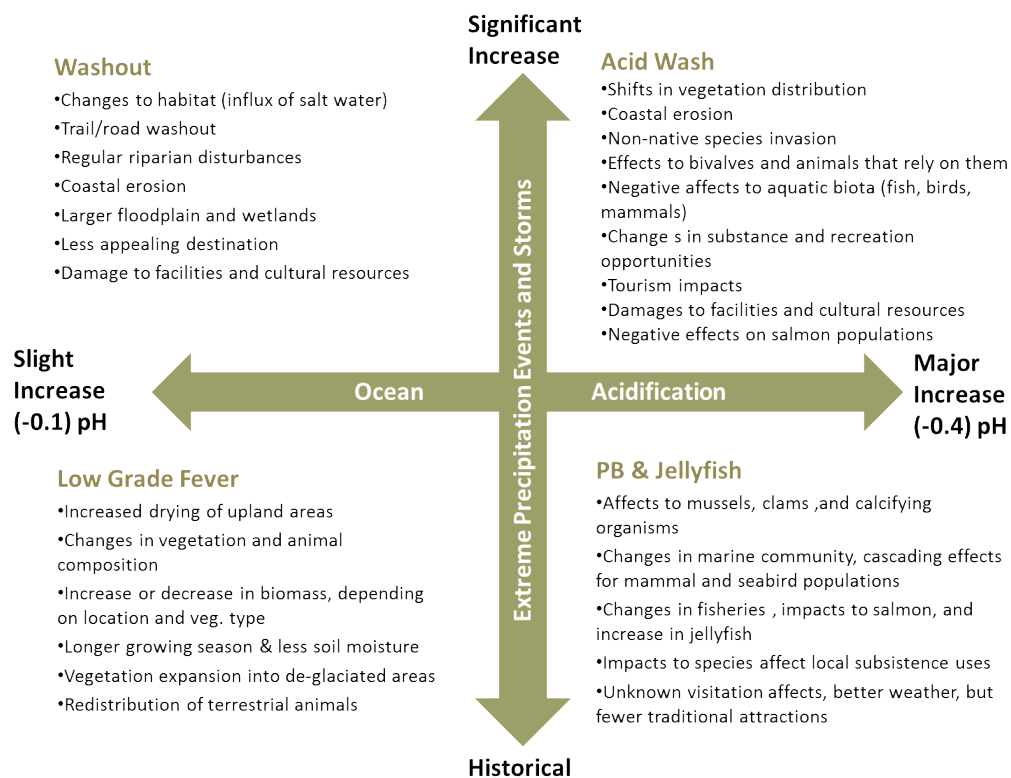 Significant
Increase
Washout
•Changes to habitat (influx of salt water)
•Trail/road washout
•Regular riparian disturbances
•Coastal erosion
•Larger floodplain and wetlands
•Less appealing destination
•Damage to facilities and cultural resources
Acid Wash
•Shifts in vegetation distribution
•Coastal erosion
•Non-native species invasion
•Effects to bivalves and animals that rely on them
•Negative affects to aquatic biota (fish, birds,
mammals)
•Change s in substance and recreation
opportunities
•Tourism impacts
•Damages to facilities and cultural resources
•Negative effects on salmon populations
Extreme Precipitation Events and Storms
Slight
Increase
(-0.1) pH
Ocean
Acidification
Major
Increase
(-0.4) pH
Low Grade Fever
•Increased drying of upland areas
•Changes in vegetation and animal
composition
•Increase or decrease in biomass, depending
on location and veg. type
•Longer growing season & less soil moisture
•Vegetation expansion into de-glaciated areas
•Redistribution of terrestrial animals
PB & Jellyfish
•Affects to mussels, clams ,and calcifying
organisms
•Changes in marine community, cascading effects
for mammal and seabird populations
•Changes in fisheries , impacts to salmon, and
increase in jellyfish
•Impacts to species affect local subsistence uses
•Unknown visitation affects, better weather, but
fewer traditional attractions
Historical